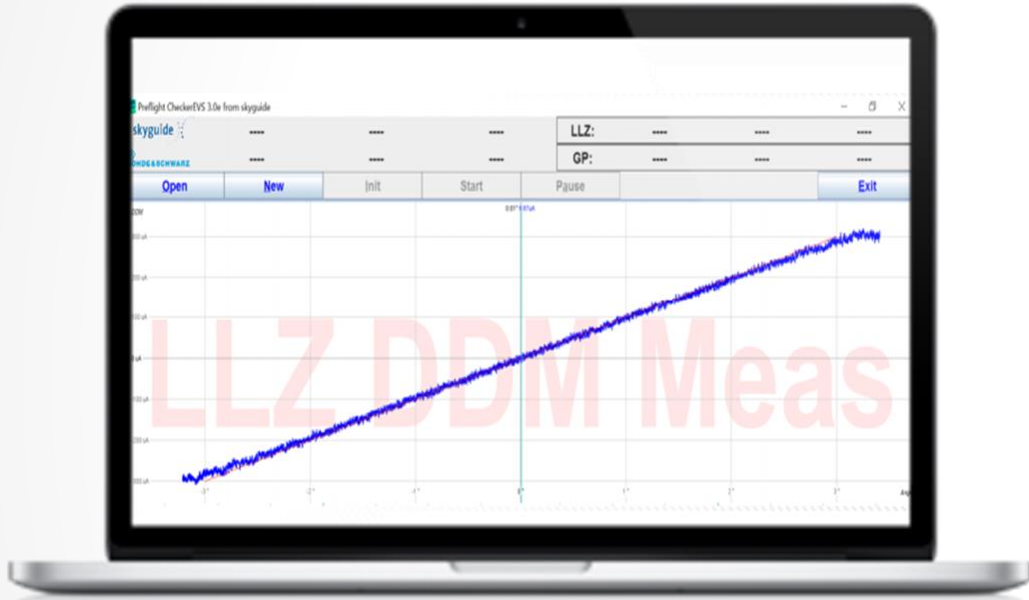 Preflight CheckerEVS 3.0e from skyguide
skyguide ---- ---- ---- LLZ: ---- ---- ----
---- ---- ---- GP: ---- ---- ----
Open New Init Start Pause Exit
LLZ DDM Meas